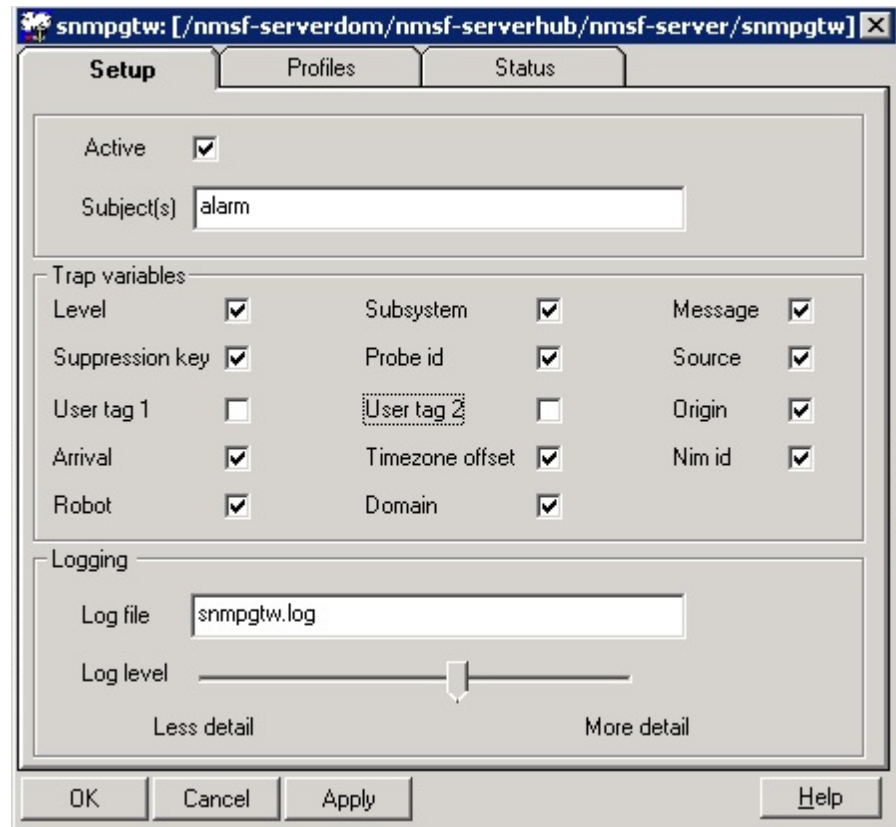 snmpgtw: [/nmsf-serverdom/nmsf-serverhub/nmsf-server/snmpgtw]
Setup Profiles Status
Active
Subject(s) alarm
Trap variables
Level Subsystem Message
Suppression key Probe id Source
User tag 1 User tag 2 Origin
Arrival Timezone offset Nim id
Robot Domain
Logging
Log file snmpgtw.log
Log level
Less detail More detail
OK Cancel Apply Help